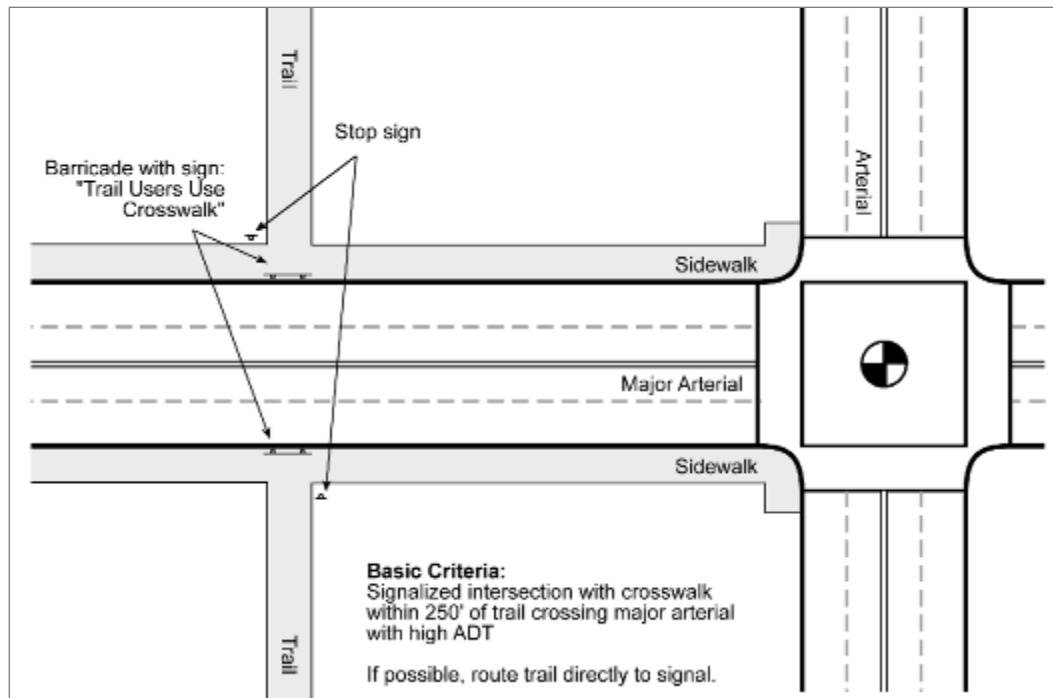 Trail
Stop sign
Barricade with sign:
"Trail Users Use
Crosswalk"
Arterial
Sidewalk
Major Arterial
Sidewalk
Basic Criteria:
Signalized intersection with crosswalk
within 250' of trail crossing major arterial
with high ADT
If possible, route trail directly to signal.
Trail